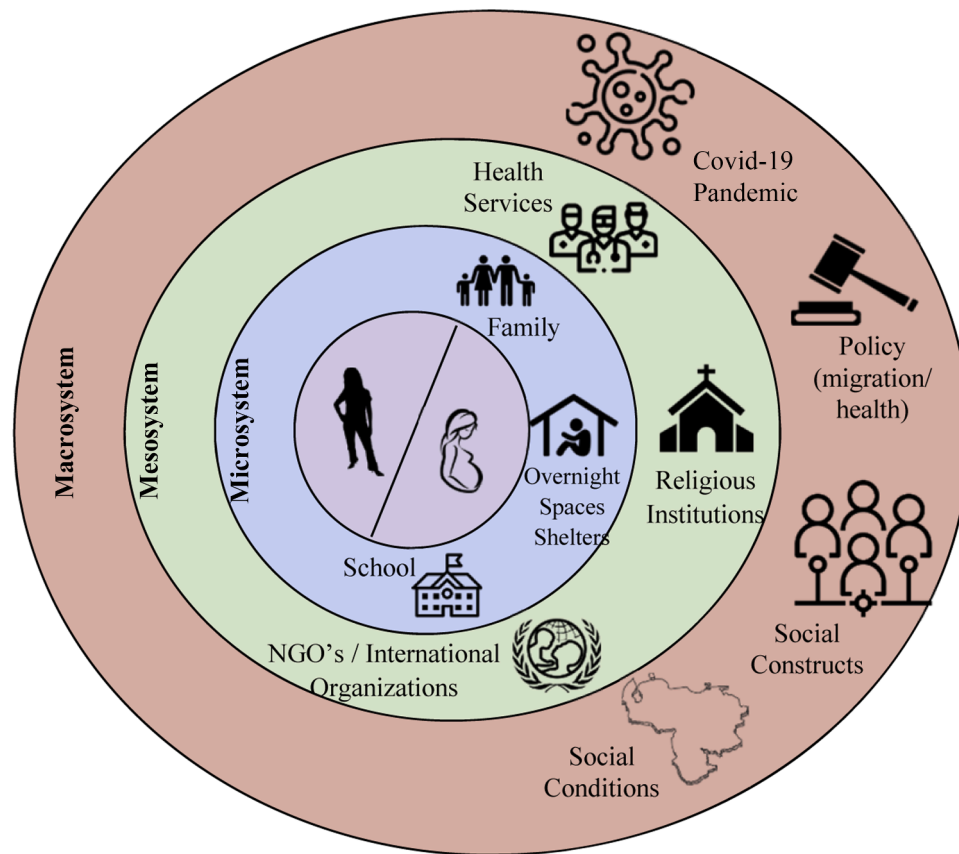 Covid-19
Pandemic
Health
Services
Family
Policy
(migration/
health)
Macrosystem
Mesosystem
Microsystem
Overnight
Spaces
Shelters
Religious
Institutions
School
NGO's / International
Organizations
Social
Constructs
Social
Conditions